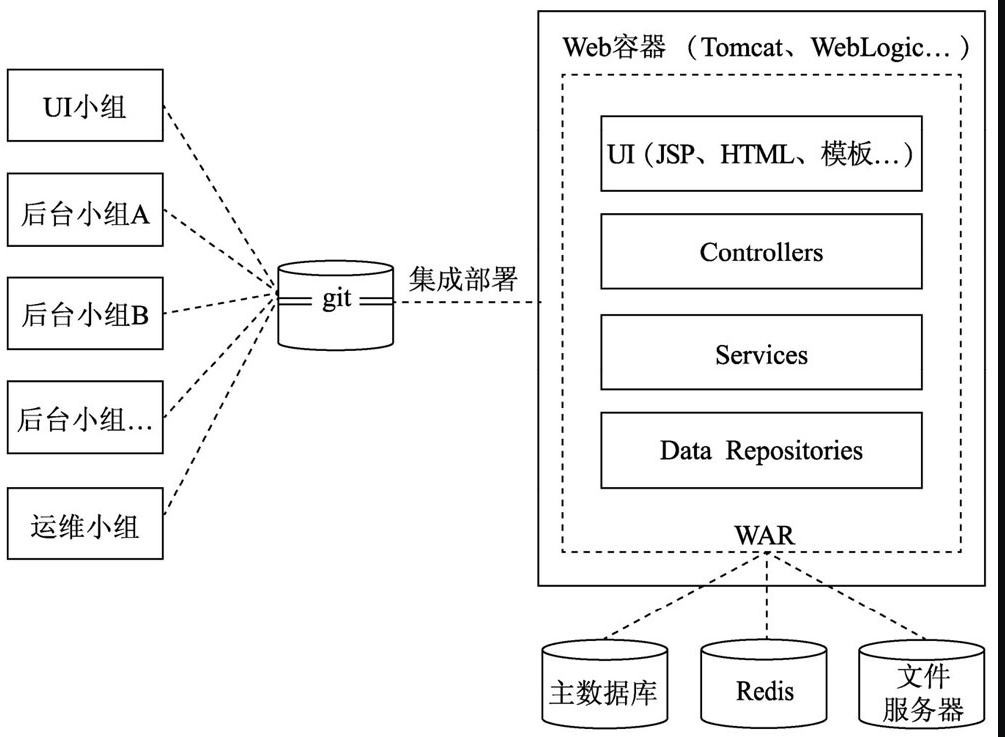 UI小组
后台小组A
后台小组B
后台小组…
运维小组
git
集成部署
Web容器（Tomcat、WebLogic…）
UI（JSP、HTML、模板…）
Controllers
Services
Data Repositories
WAR
主数据库
Redis
文件
服务器